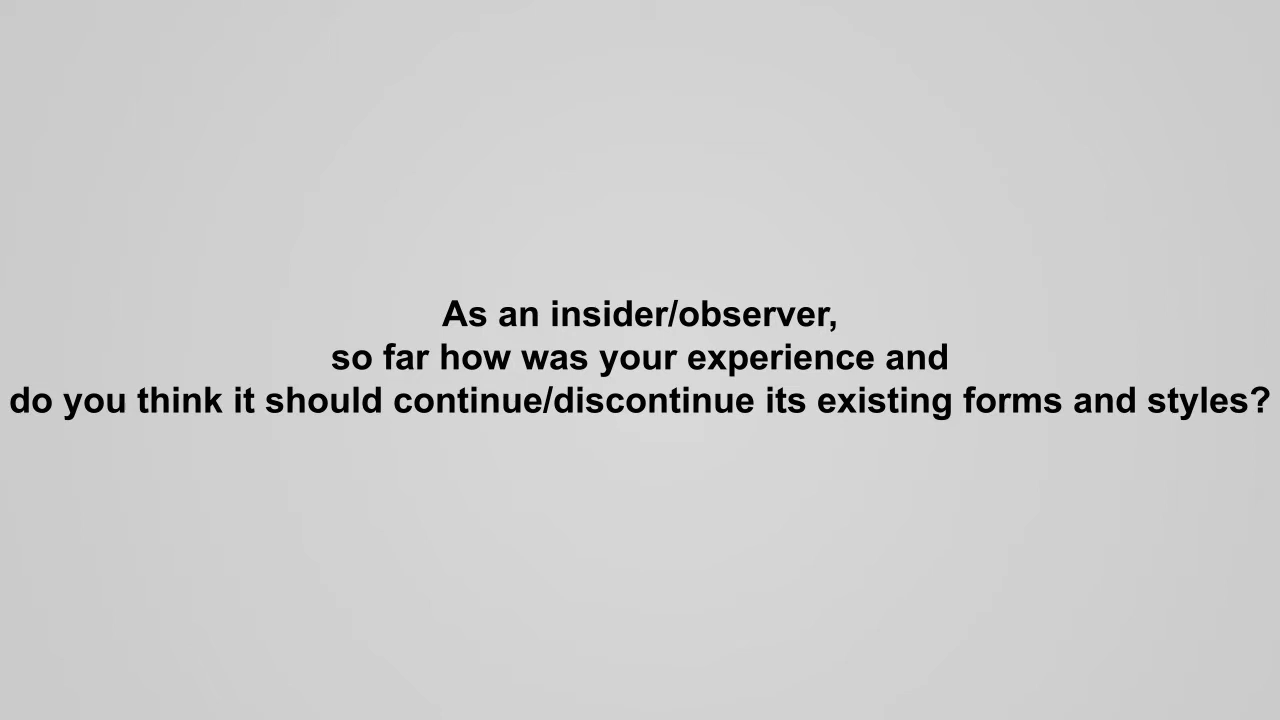 As an insider/observer,
so far how was your experience and
do you think it should continue/discontinue its existing forms and styles?